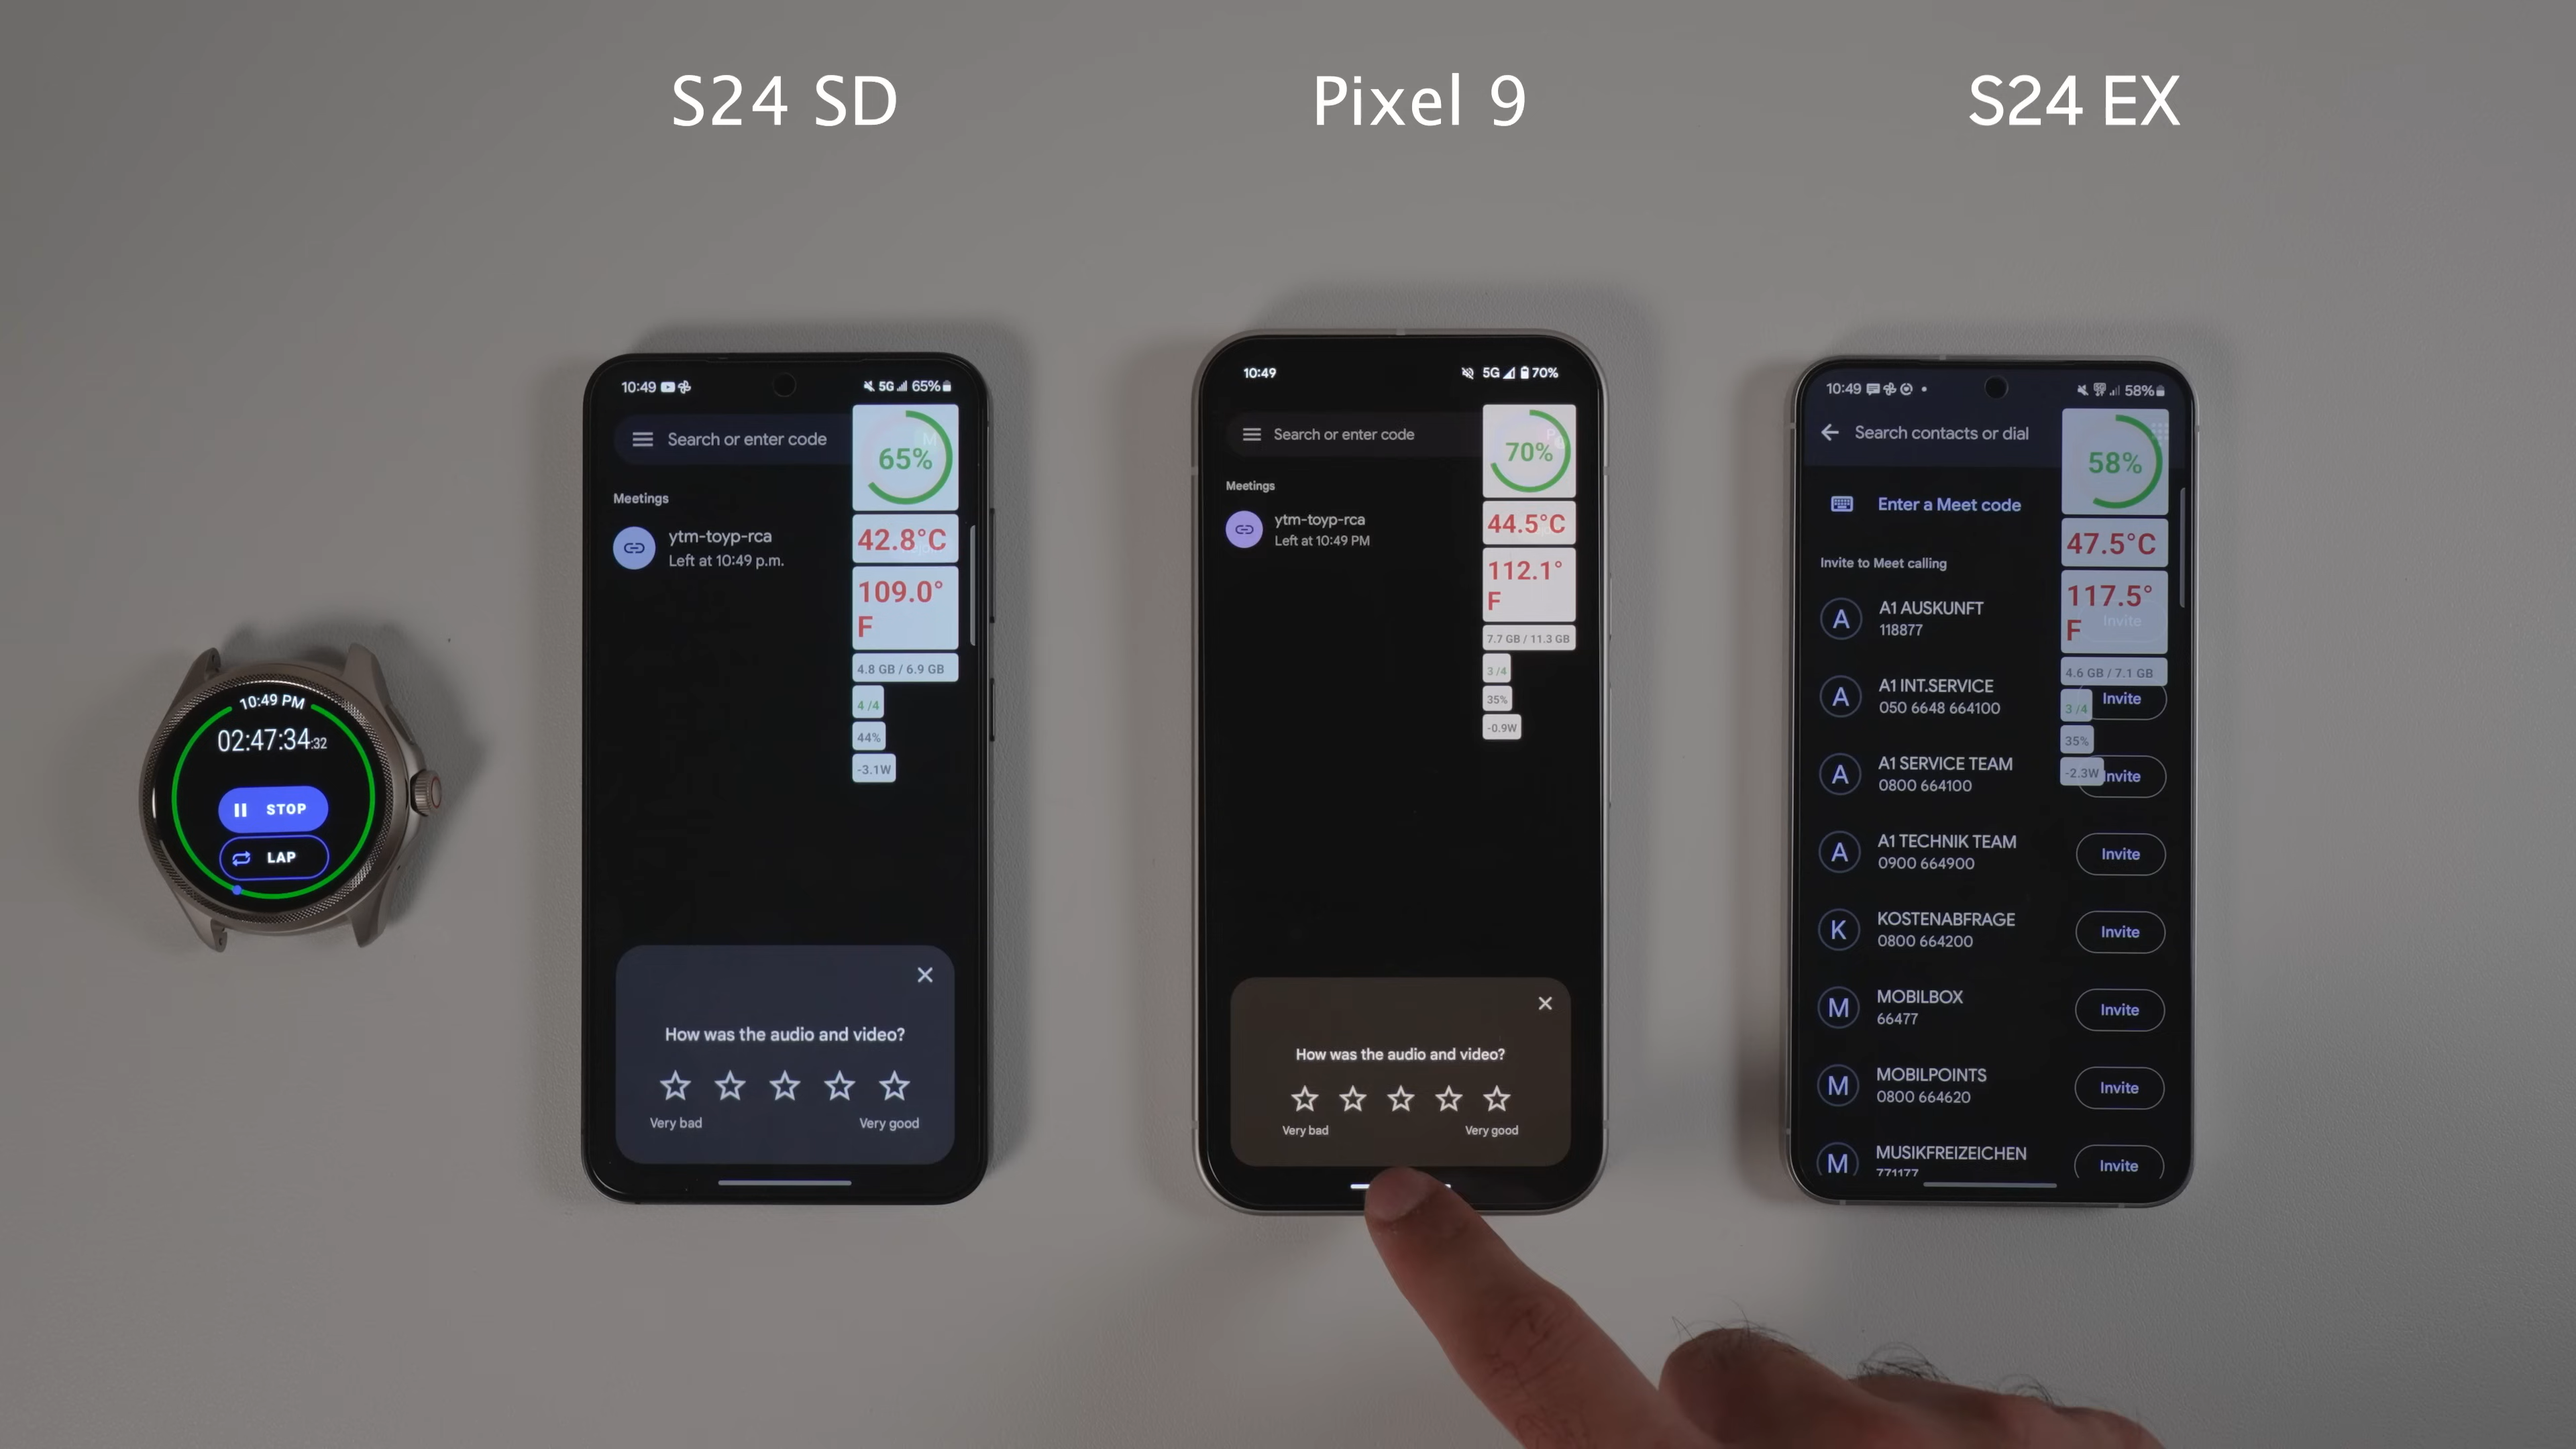 S24 SD
Pixel 9
S24 EX
10:49 PM
02:47:34.32
STOP
LAP
10:49
5G 65%
Search or enter code
65%
Meetings
ytm-toyp-rca
Left at 10:49 p.m.
42.8°C
109.0°
F
4.8 GB / 6.9 GB
4 /4
44%
-3.1W
How was the audio and video?
Very bad
Very good
10:49
5G 70%
Search or enter code
70%
Meetings
ytm-toyp-rca
Left at 10:49 PM
44.5°C
112.1°
F
7.7 GB / 11.3 GB
3 /4
35%
-0.9W
How was the audio and video?
Very bad
Very good
10:49
58%
Search contacts or dial
58%
Enter a Meet code
47.5°C
Invite to Meet calling
117.5°
F
Invite
4.6 GB / 7.1 GB
3 /4
35%
-2.3W
A
A1 AUSKUNFT
118877
A
A1 INT.SERVICE
050 6648 664100
Invite
A
A1 SERVICE TEAM
0800 664100
Invite
A
A1 TECHNIK TEAM
0900 664900
Invite
K
KOSTENABFRAGE
0800 664200
Invite
M
MOBILBOX
66477
Invite
M
MOBILPOINTS
0800 664620
Invite
M
MUSIKFREIZEICHEN
771177
Invite